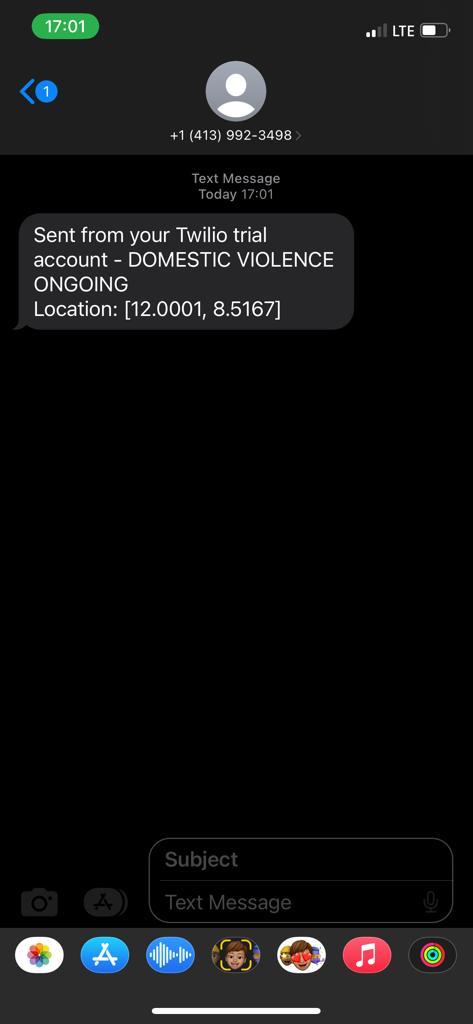 17:01
LTE
1
+1 (413) 992-3498
Text Message
Today 17:01
Sent from your Twilio trial
account - DOMESTIC VIOLENCE
ONGOING
Location: [12.0001, 8.5167]
Subject
Text Message